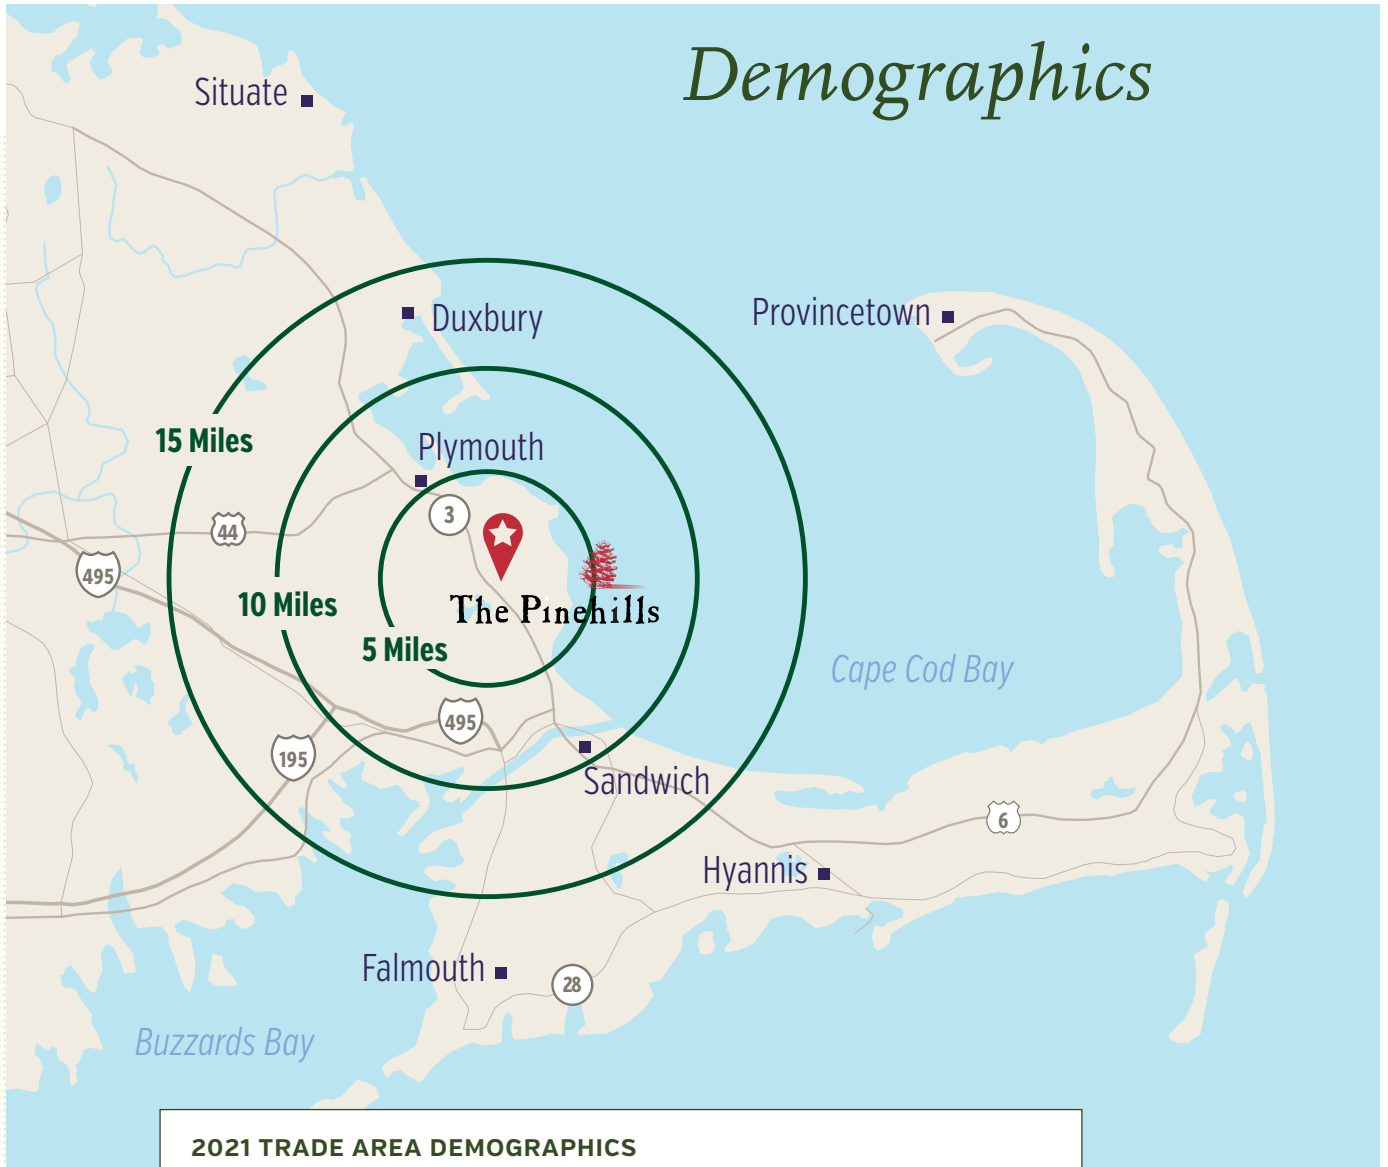 Demographics
Situate
Provincetown
Duxbury
15 Miles
Plymouth
3
44
495
10 Miles
The Pinehills
5 Miles
Cape Cod Bay
495
195
Sandwich
6
Hyannis
Falmouth
28
Buzzards Bay
2021 TRADE AREA DEMOGRAPHICS